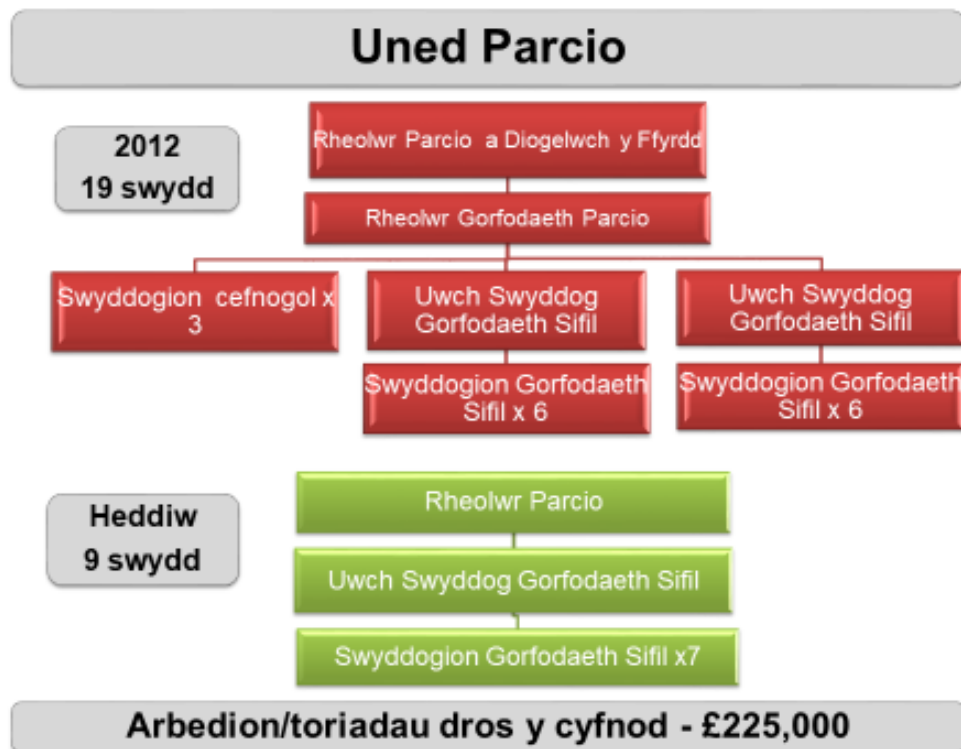 Uned Parcio
2012
19 swydd
Rheolwr Parcio a Diogelwch y Ffyrdd
Rheolwr Gorfodaeth Parcio
Swyddogion cefnogol x
3
Uwch Swyddog
Gorfodaeth Sifil
Uwch Swyddog
Gorfodaeth Sifil
Swyddogion Gorfodaeth
Sifil x 6
Swyddogion Gorfodaeth
Sifil x 6
Heddiw
9 swydd
Rheolwr Parcio
Uwch Swyddog Gorfodaeth Sifil
Swyddogion Gorfodaeth Sifil x7
Arbedion/toriadau dros y cyfnod - £225,000